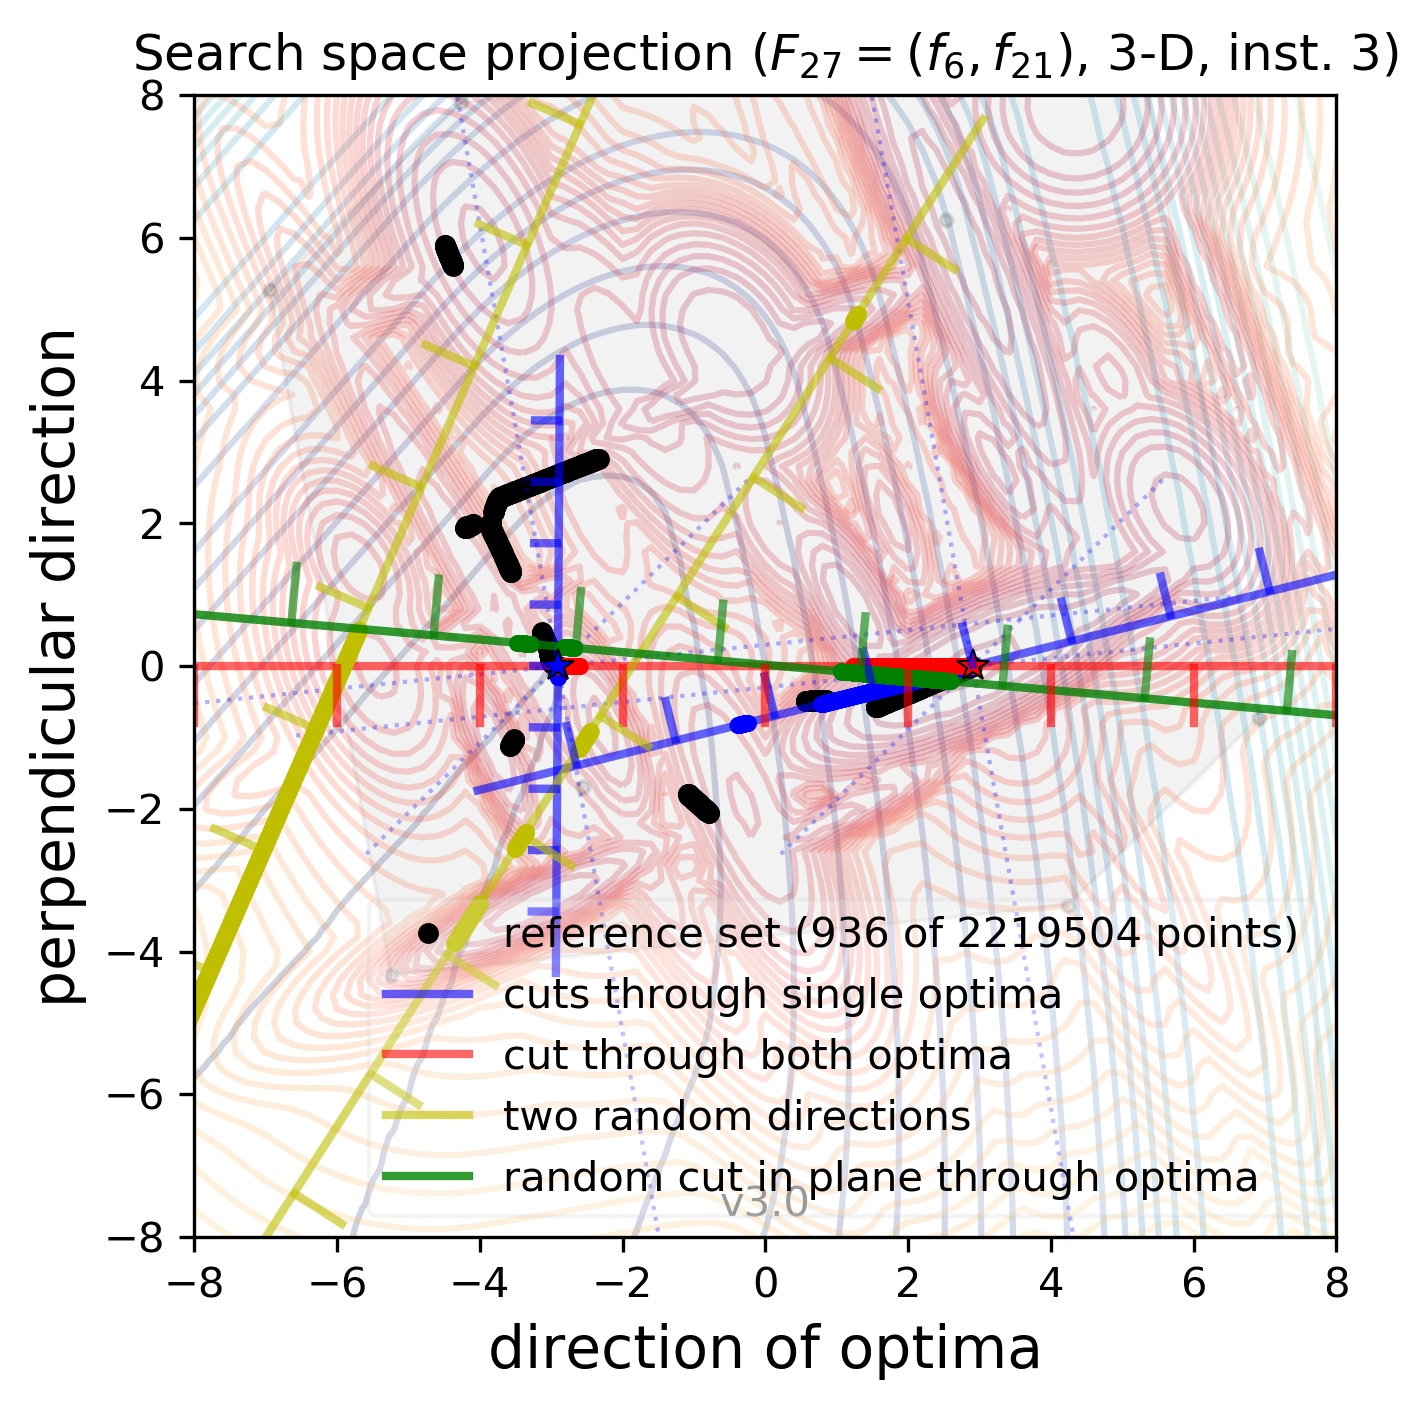 Search space projection (F27 = (f6, f21), 3-D, inst. 3)
8
6
4
2
0
−2
−4
−6
−8
perpendicular direction
reference set (936 of 2219504 points)
cuts through single optima
cut through both optima
two random directions
random cut in plane through optima
v3.0
−8 −6 −4 −2 0 2 4 6 8
direction of optima